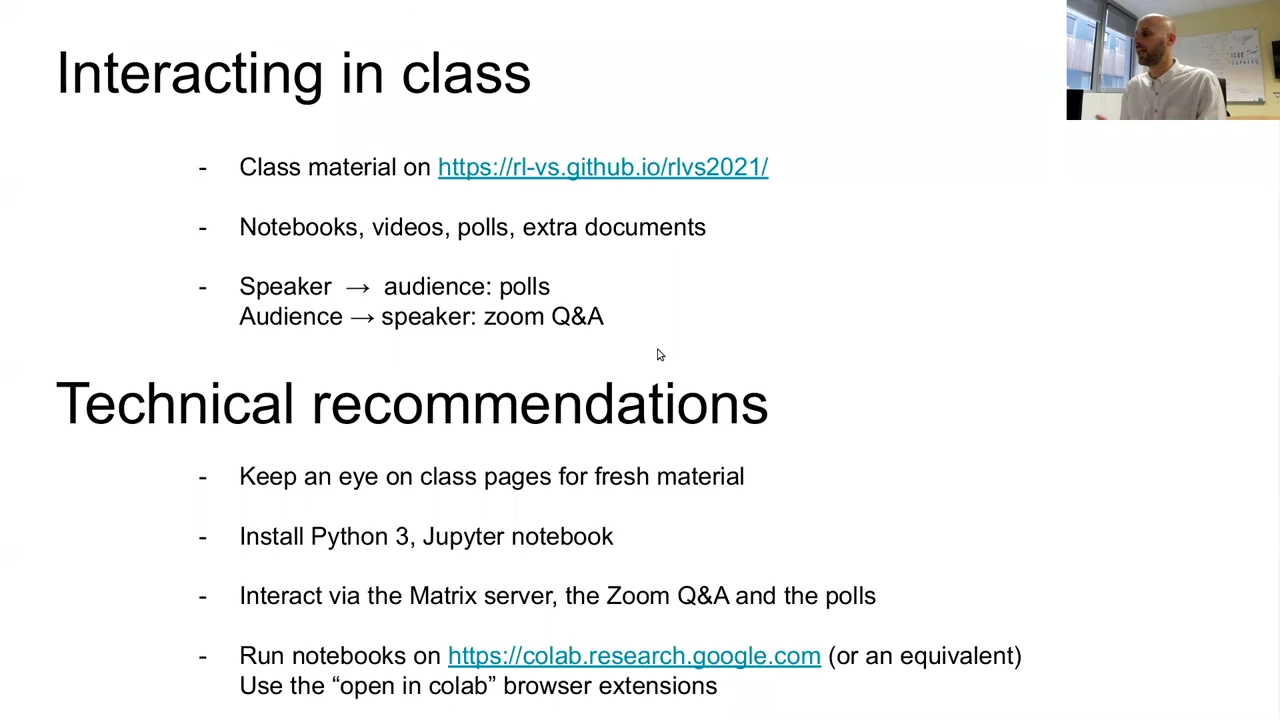 Interacting in class
- Class material on https://rl-vs.github.io/rlvs2021/
- Notebooks, videos, polls, extra documents
- Speaker → audience: polls
Audience → speaker: zoom Q&A
Technical recommendations
- Keep an eye on class pages for fresh material
- Install Python 3, Jupyter notebook
- Interact via the Matrix server, the Zoom Q&A and the polls
- Run notebooks on https://colab.research.google.com (or an equivalent)
Use the “open in colab” browser extensions